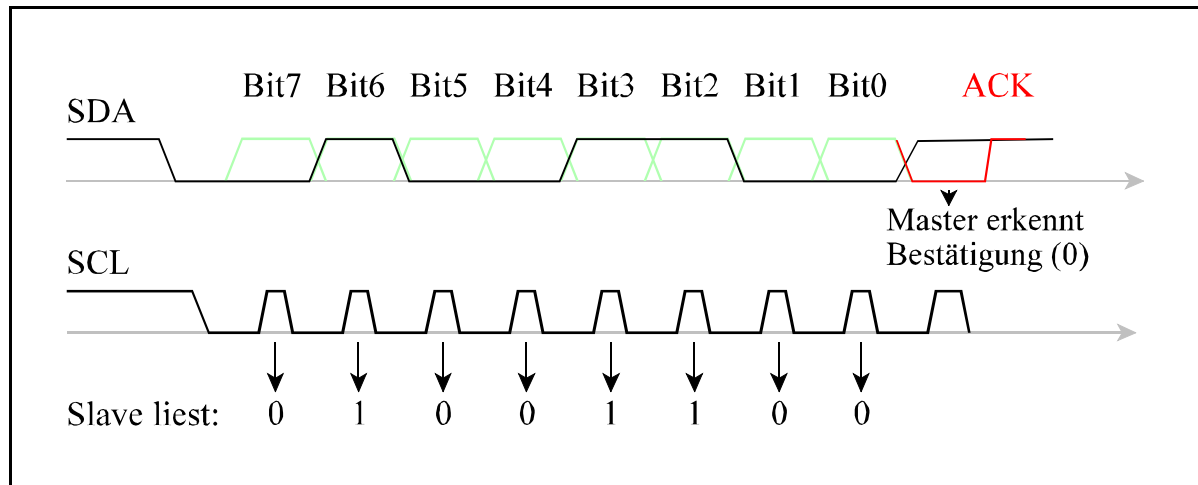 Bit7 Bit6 Bit5 Bit4 Bit3 Bit2 Bit1 Bit0 ACK
SDA
Master erkennt
Bestätigung (0)
SCL
Slave liest: 0 1 0 0 1 1 0 0